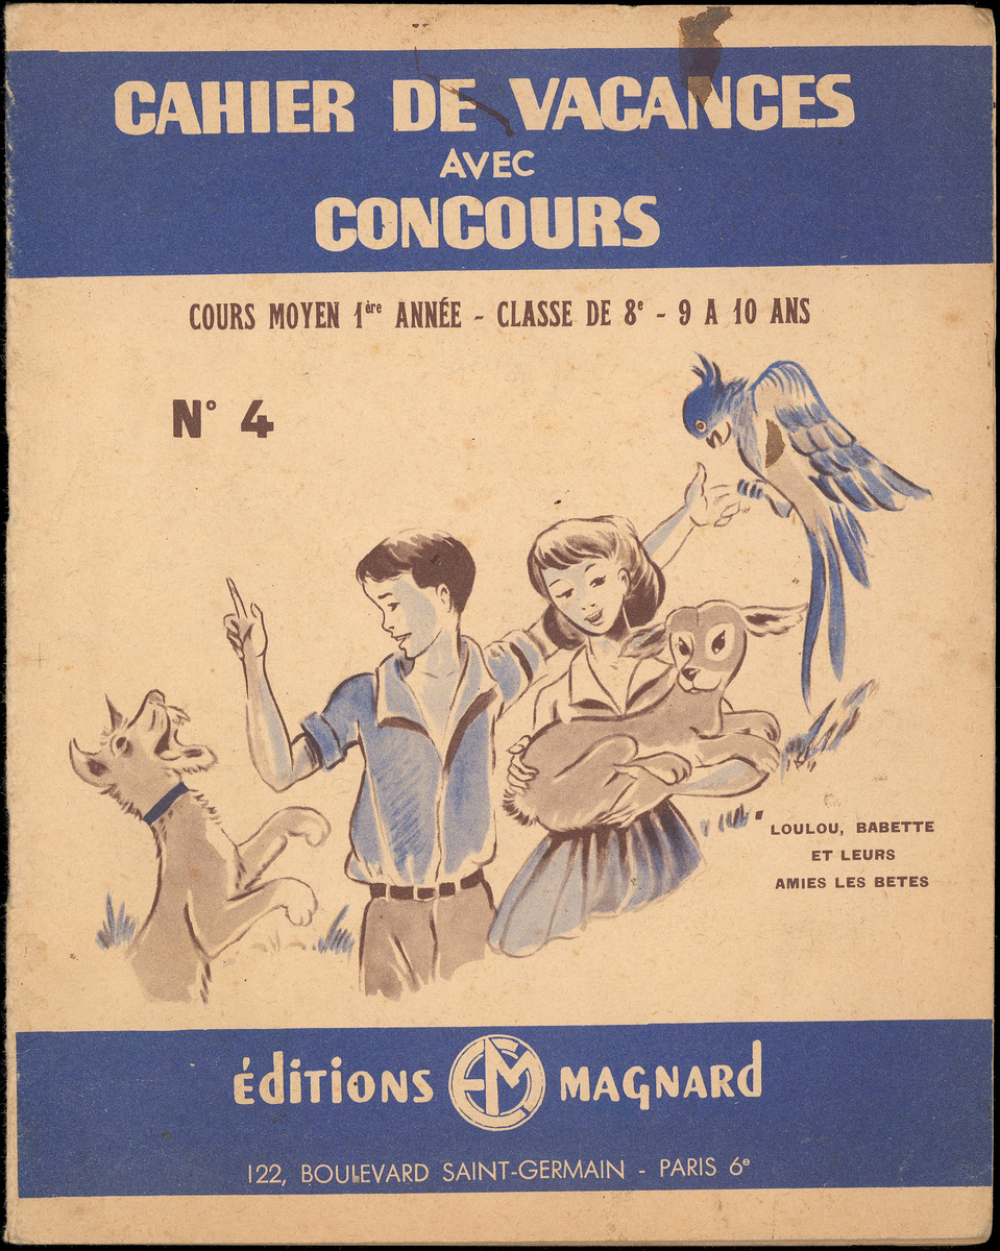 CAHIER DE VACANCES
AVEC
CONCOURS
COURS MOYEN 1ère ANNÉE - CLASSE DE 8e - 9 A 10 ANS
N° 4
LOULOU, BABETTE
ET LEURS
AMIES LES BETES
éditions EM MAGNARd
122, BOULEVARD SAINT-GERMAIN - PARIS 6e